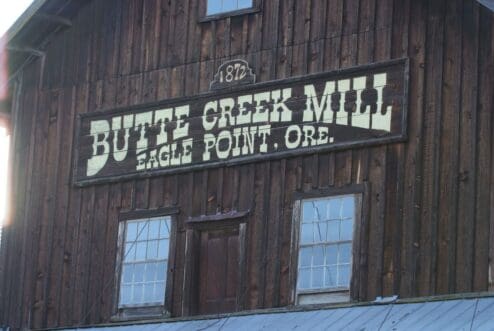 1872
BUTTE CREEK MILL
EAGLE POINT, ORE.